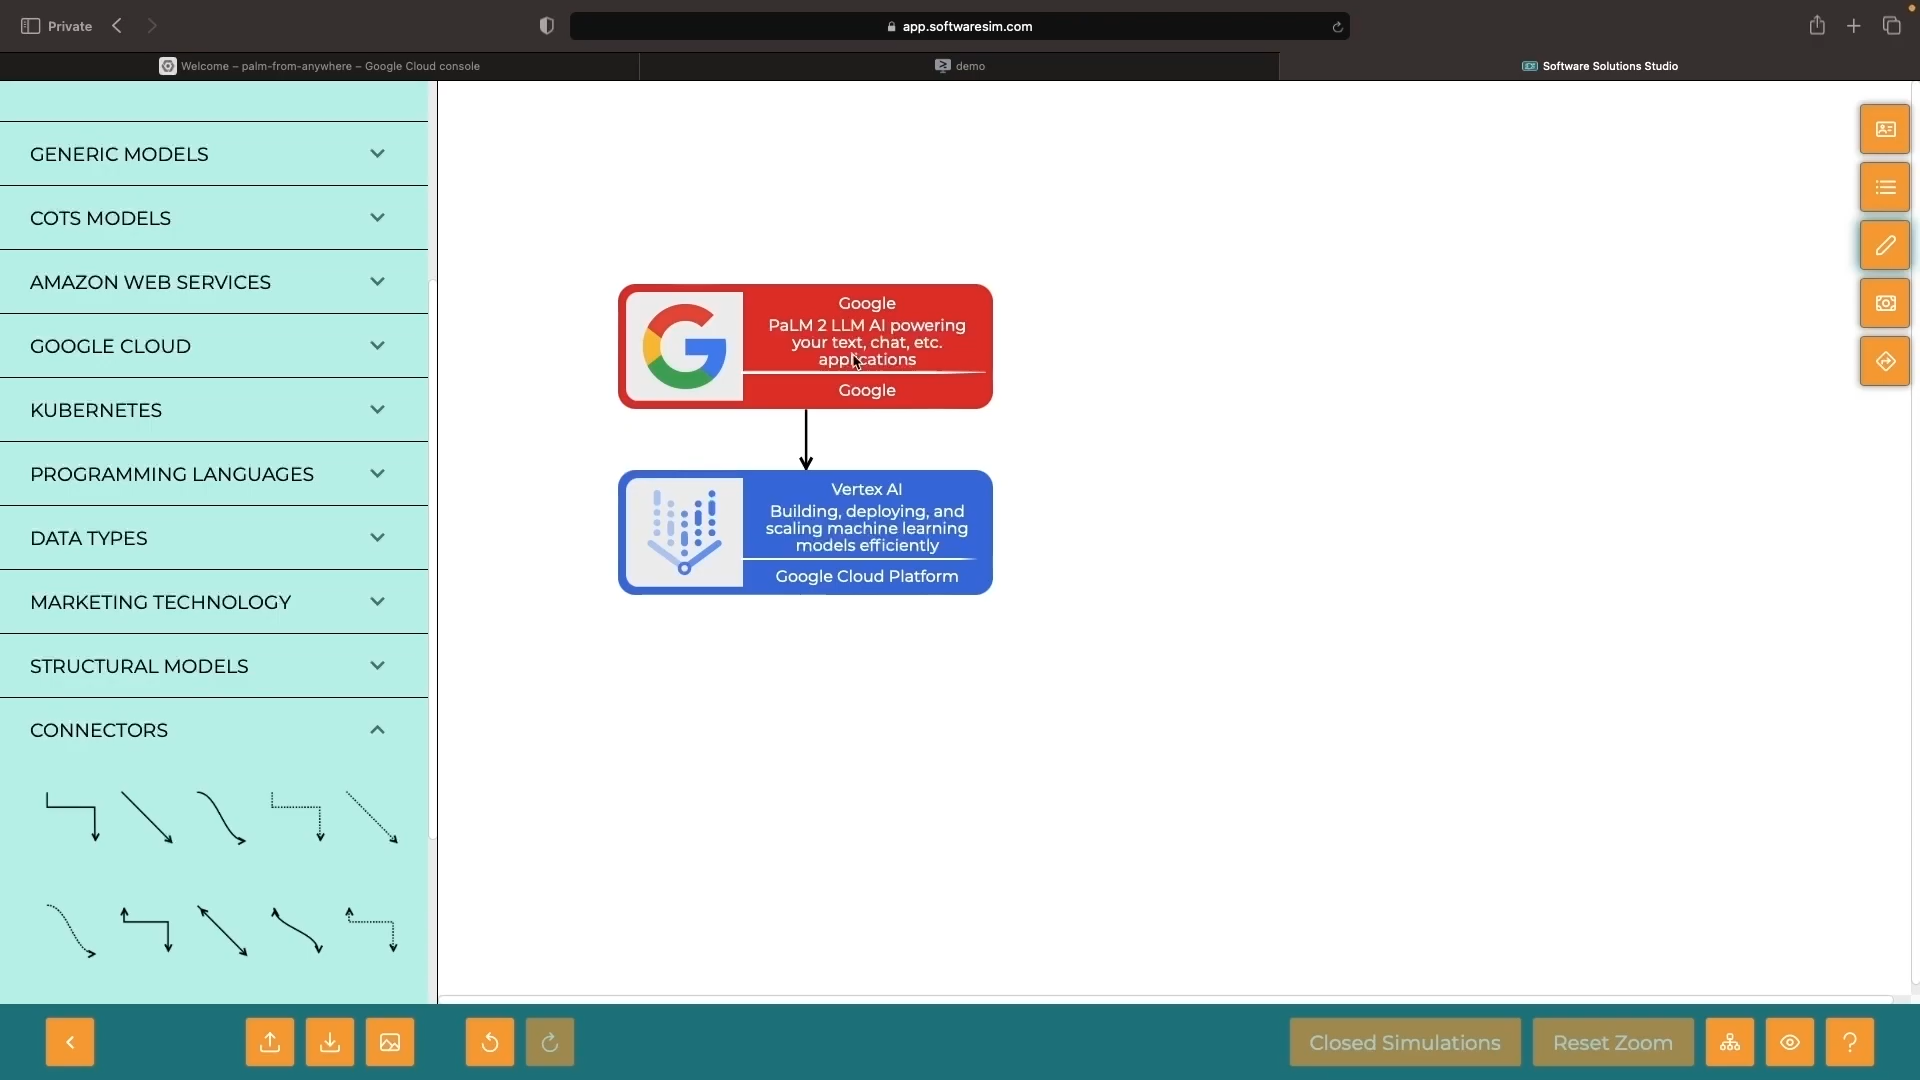 Private
app.softwaresim.com
Welcome – palm-from-anywhere – Google Cloud console
demo
Software Solutions Studio
GENERIC MODELS
COTS MODELS
AMAZON WEB SERVICES
GOOGLE CLOUD
KUBERNETES
PROGRAMMING LANGUAGES
DATA TYPES
MARKETING TECHNOLOGY
STRUCTURAL MODELS
CONNECTORS
Google
PaLM 2 LLM AI powering
your text, chat, etc.
applications
Google
Vertex AI
Building, deploying, and
scaling machine learning
models efficiently
Google Cloud Platform
Closed Simulations
Reset Zoom